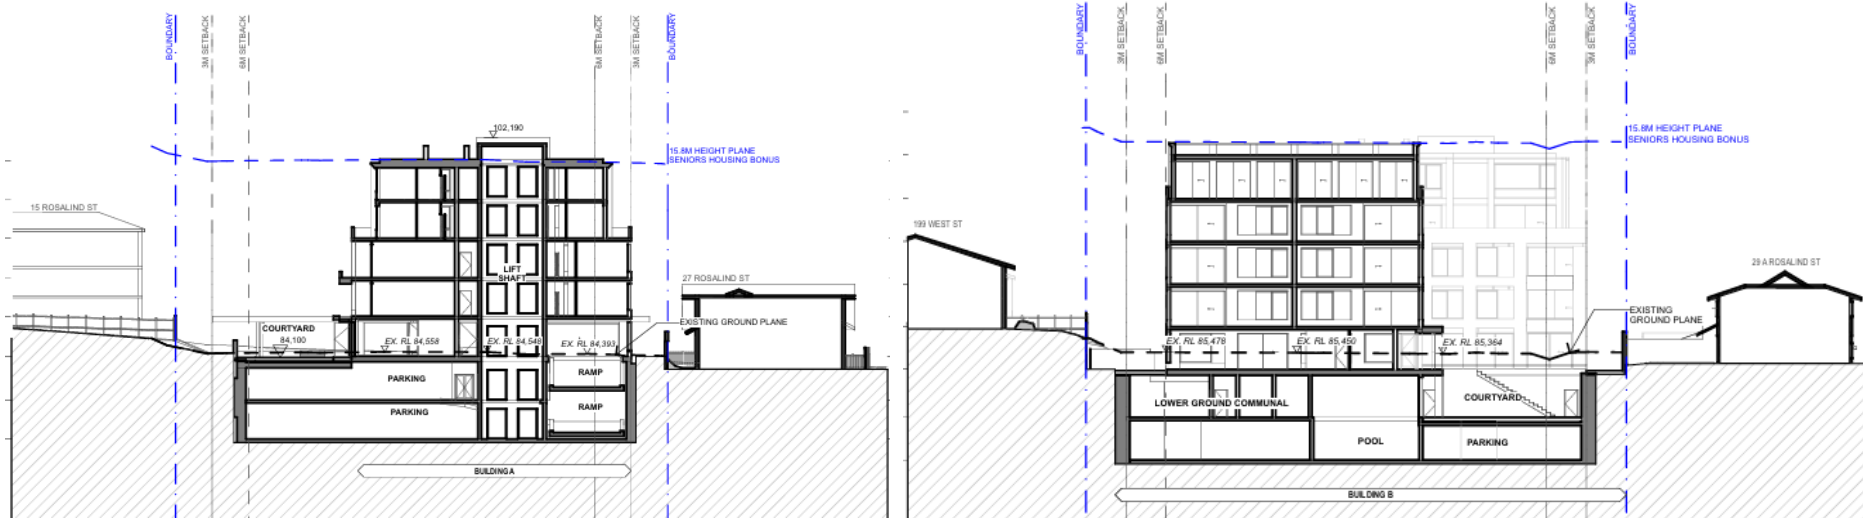 BOUNDARY
3M SETBACK
6M SETBACK
6M SETBACK
3M SETBACK
BOUNDARY
102,190
15.8M HEIGHT PLANE
SENIORS HOUSING BONUS
15 ROSALIND ST
LIFT
SHAFT
27 ROSALIND ST
COURTYARD
84,100
EX. RL 84,558
EX. RL 84,548
EX. RL 84,393
EXISTING GROUND PLANE
PARKING
RAMP
PARKING
RAMP
BUILDING A
BOUNDARY
3M SETBACK
6M SETBACK
6M SETBACK
3M SETBACK
BOUNDARY
15.8M HEIGHT PLANE
SENIORS HOUSING BONUS
199 WEST ST
29 A ROSALIND ST
EXISTING
GROUND PLANE
EX. RL 85,478
EX. RL 85,450
EX. RL 85,364
LOWER GROUND COMMUNAL
COURTYARD
POOL
PARKING
BUILDING B